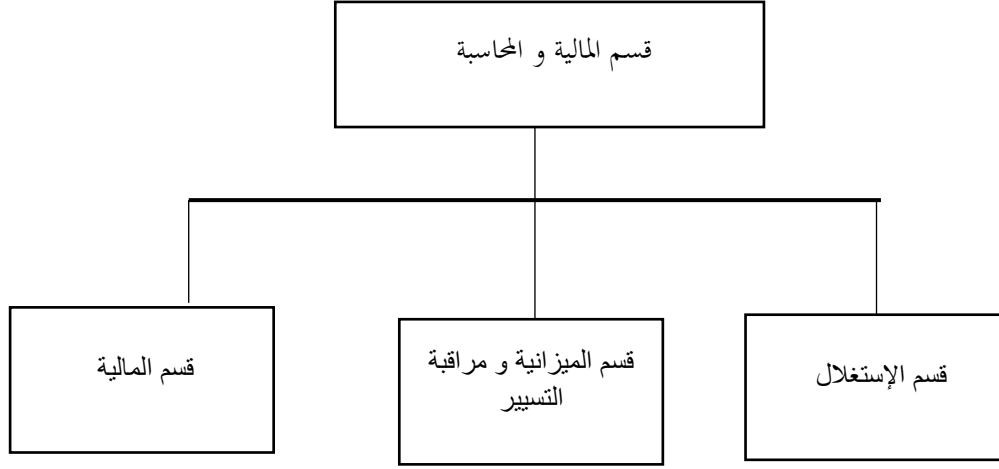 قسم المالية و المحاسبة
قسم الإستغلال
قسم الميزانية و مراقبة
التسيير
قسم المالية